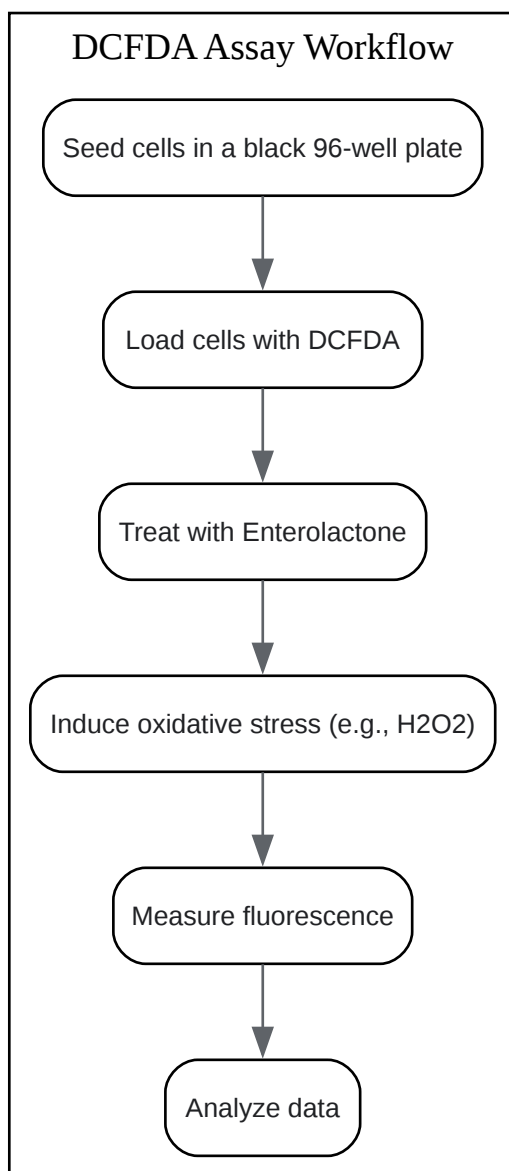 DCFDA Assay Workflow
Seed cells in a black 96-well plate
Load cells with DCFDA
Treat with Enterolactone
Induce oxidative stress (e.g., H2O2)
Measure fluorescence
Analyze data